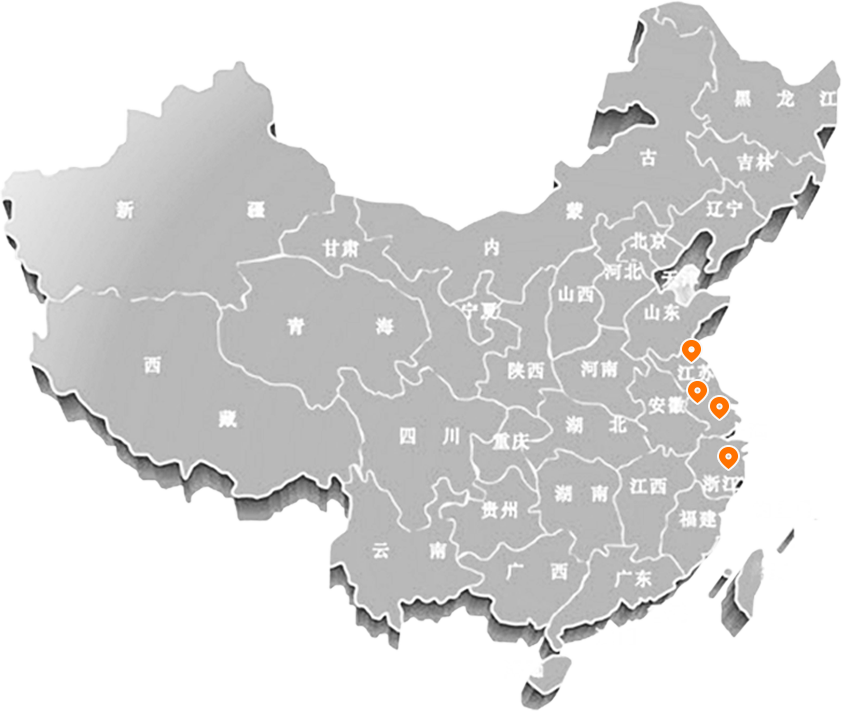 黑 龙 江
古
吉林
新 疆
蒙
辽宁
甘肃
内
北京
河北
天
宁夏
山西
山东
青 海
西
陕西
河南
江苏
藏
安徽
四 川
重庆
湖 北
贵州
湖 南
江西
浙江
福建
云 南
广 西
广东